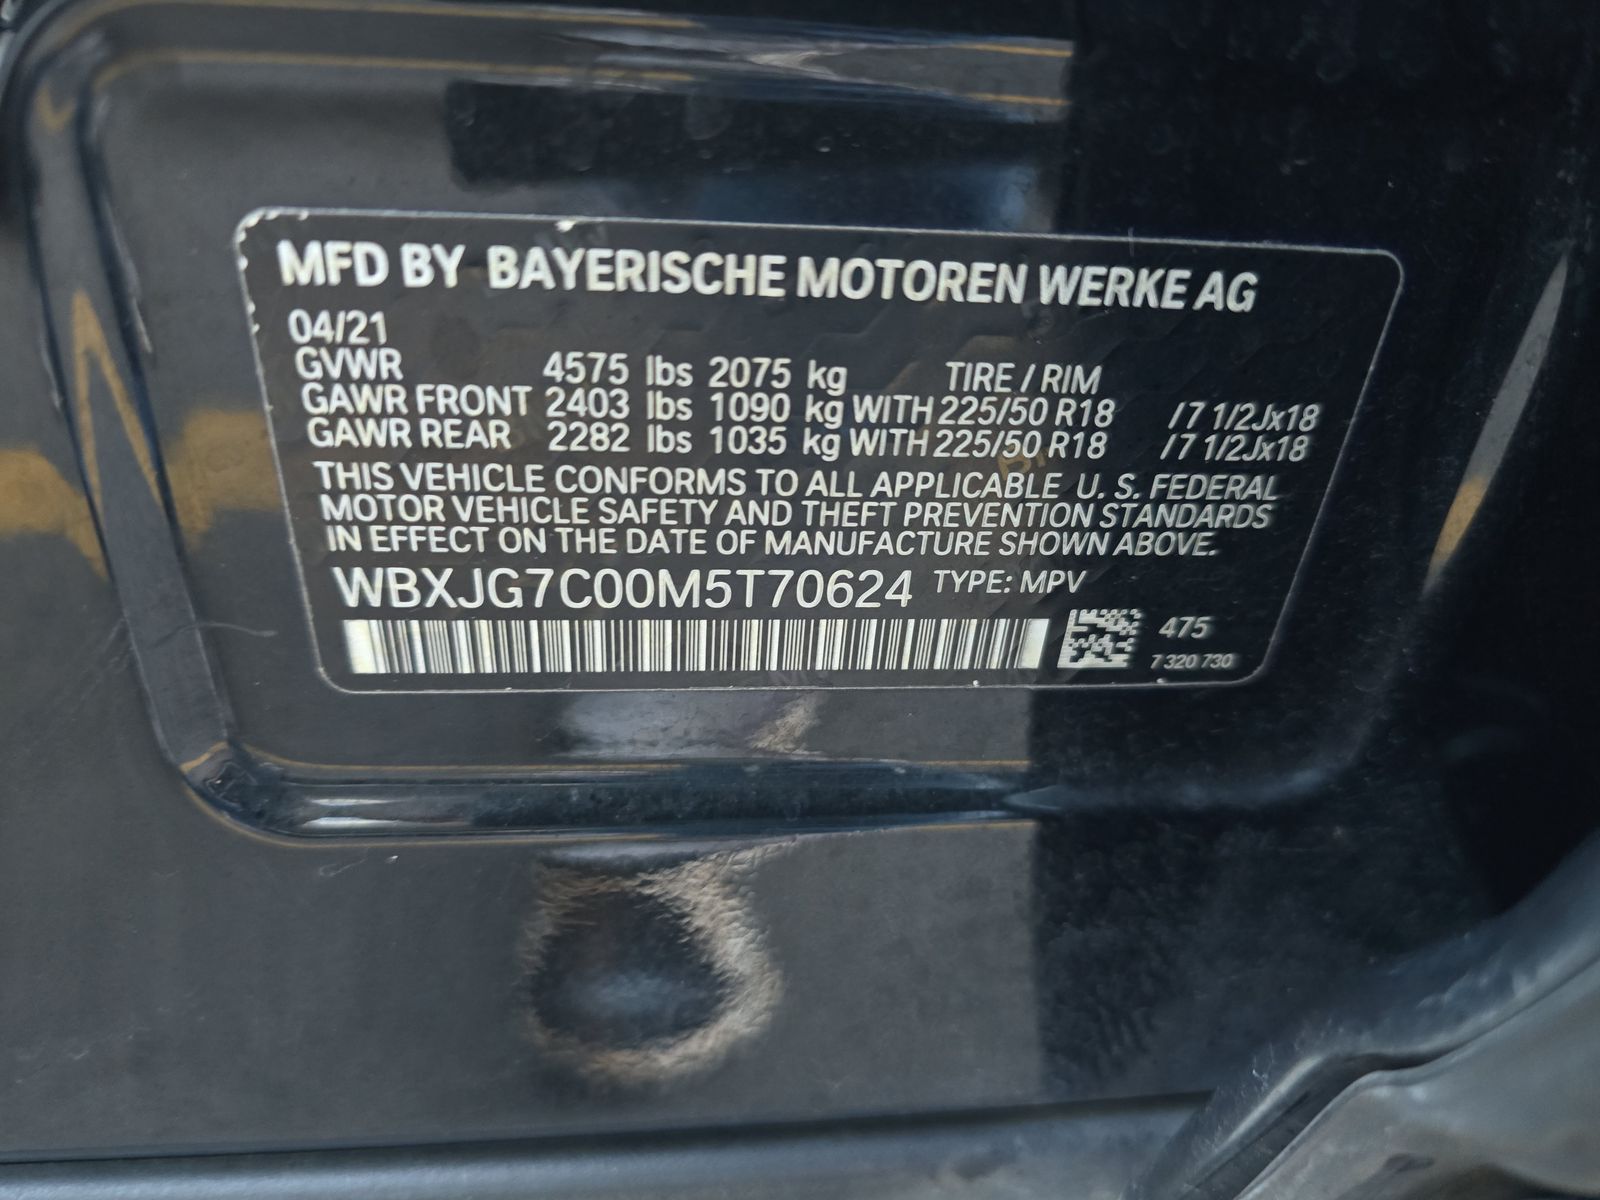 MFD BY BAYERISCHE MOTOREN WERKE AG
04/21
GVWR 4575 lbs 2075 kg TIRE / RIM
GAWR FRONT 2403 lbs 1090 kg WITH 225/50 R18 / 7 1/2Jx18
GAWR REAR 2282 lbs 1035 kg WITH 225/50 R18 / 7 1/2Jx18
THIS VEHICLE CONFORMS TO ALL APPLICABLE U. S. FEDERAL
MOTOR VEHICLE SAFETY AND THEFT PREVENTION STANDARDS
IN EFFECT ON THE DATE OF MANUFACTURE SHOWN ABOVE.
WBXJG7C00M5T70624 TYPE: MPV
475
7 320 730